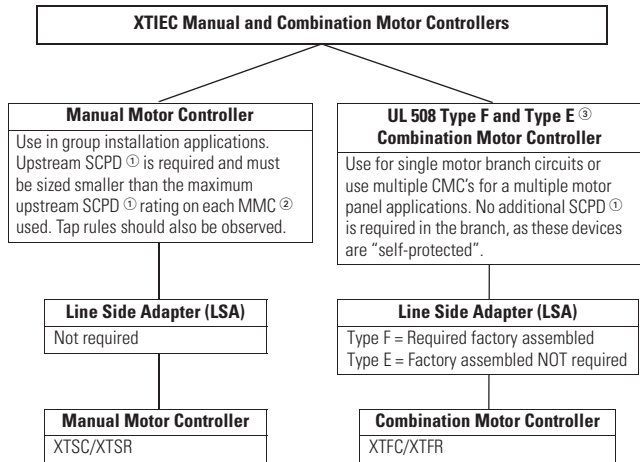 XTIEC Manual and Combination Motor Controllers
Manual Motor Controller
Use in group installation applications.
Upstream SCPD ① is required and must
be sized smaller than the maximum
upstream SCPD ① rating on each MMC ②
used. Tap rules should also be observed.
UL 508 Type F and Type E ③
Combination Motor Controller
Use for single motor branch circuits or
use multiple CMC's for a multiple motor
panel applications. No additional SCPD ①
is required in the branch, as these devices
are “self-protected”.
Line Side Adapter (LSA)
Not required
Line Side Adapter (LSA)
Type F = Required factory assembled
Type E = Factory assembled NOT required
Manual Motor Controller
XTSC/XTSR
Combination Motor Controller
XTFC/XTFR